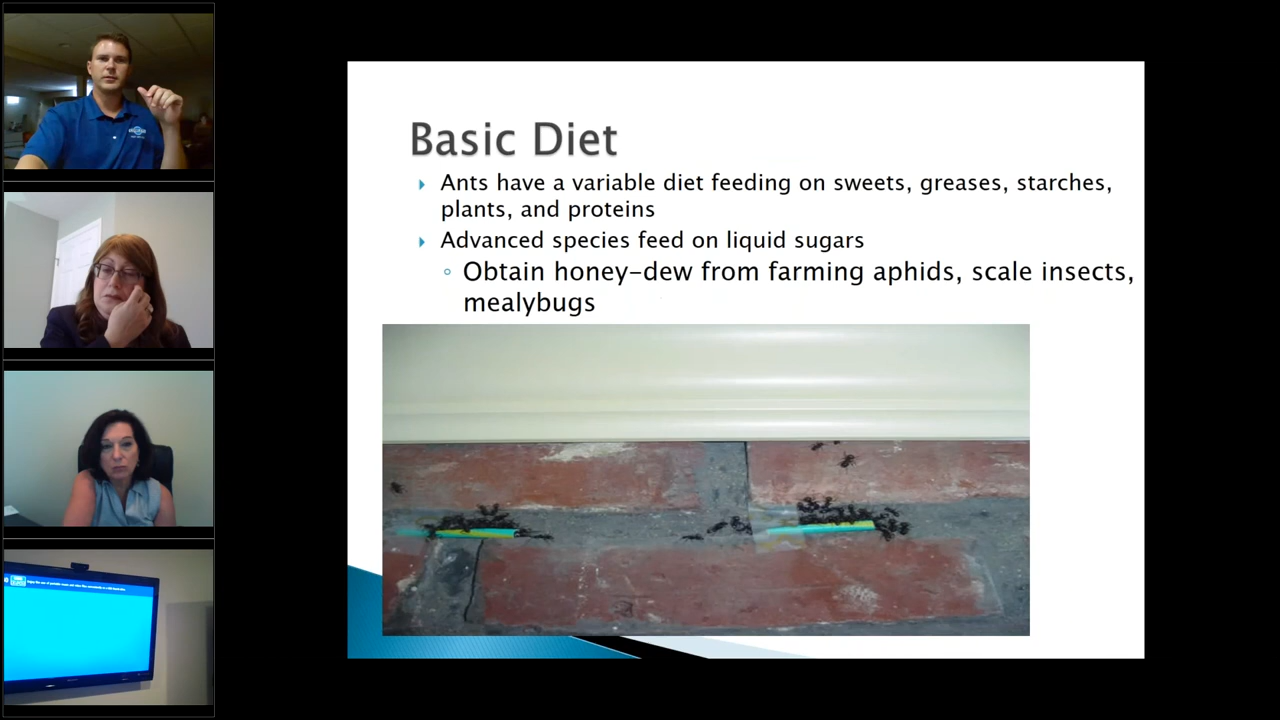 Basic Diet
Ants have a variable diet feeding on sweets, greases, starches,
plants, and proteins
Advanced species feed on liquid sugars
Obtain honey-dew from farming aphids, scale insects,
mealybugs